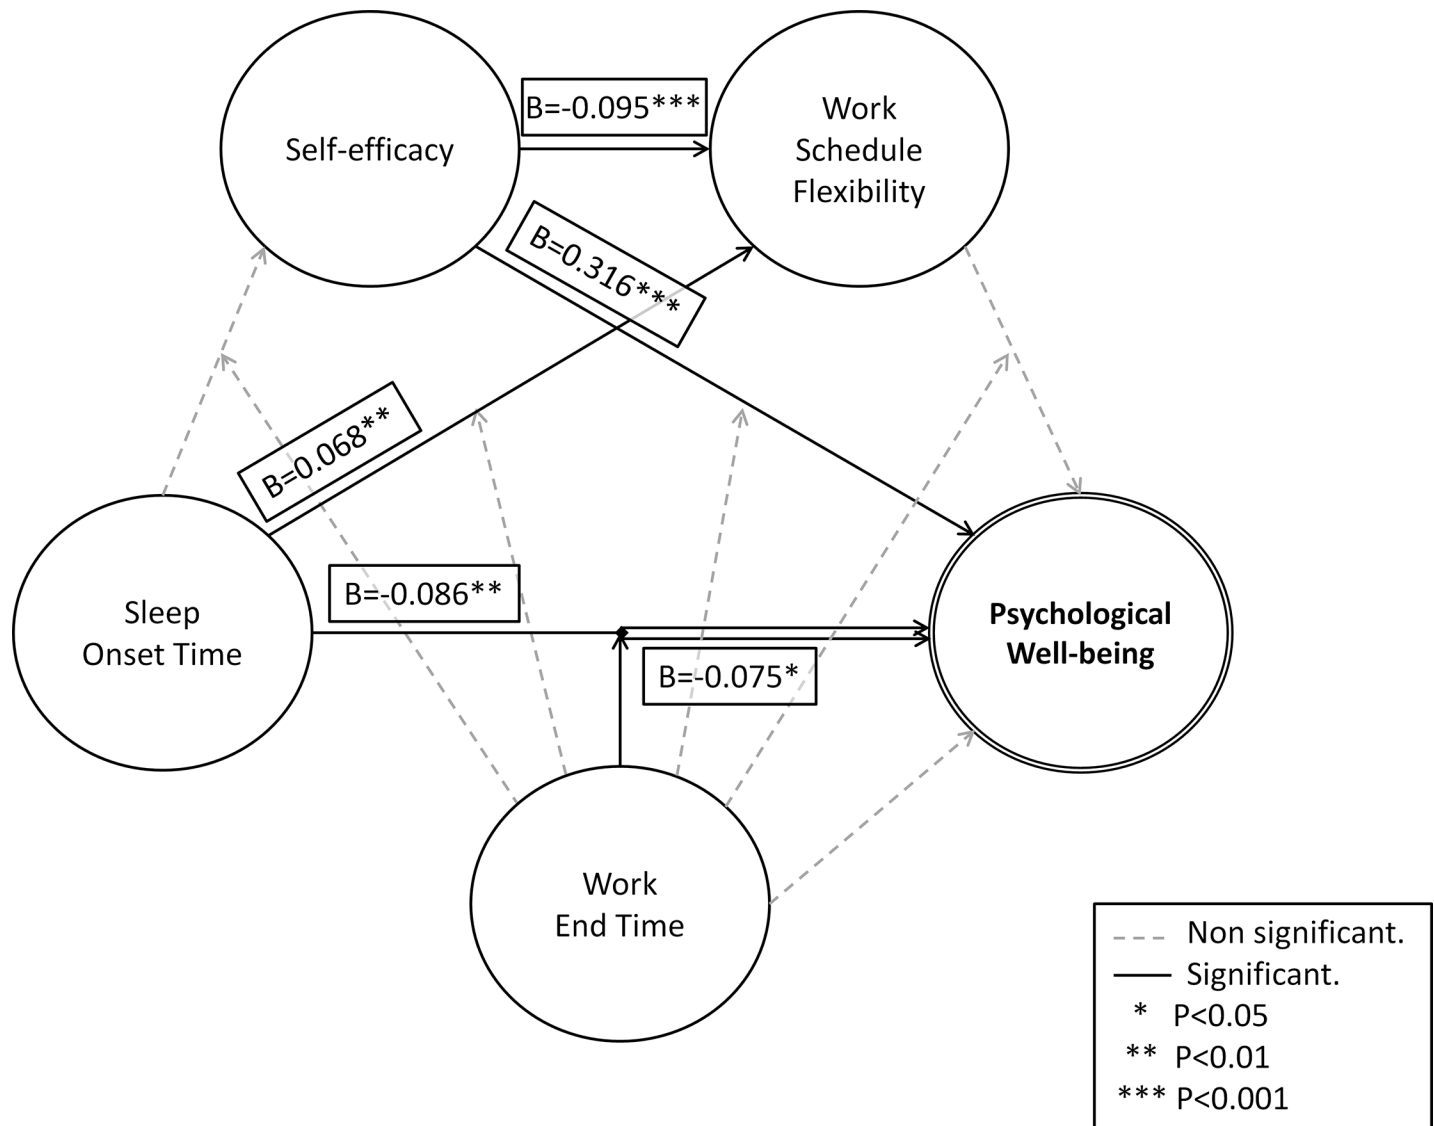 Self-efficacy
B=-0.095***
Work
Schedule
Flexibility
B=0.316***
B=0.068**
Sleep
Onset Time
B=-0.086**
B=-0.075*
Psychological
Well-being
Work
End Time
Non significant.
Significant.
* P<0.05
** P<0.01
*** P<0.001